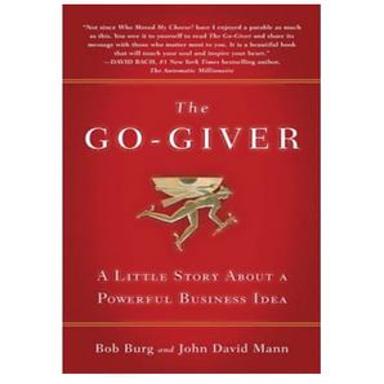 "Not since Who Moved My Cheese? have I enjoyed a parable as much
as this. You owe it to yourself to read The Go-Giver and share its
message with those who matter most to you. It is a beautiful book
that will touch your soul and inspire your heart."
—DAVID BACH, #1 New York Times bestselling author,
The Automatic Millionaire
The
GO-GIVER
A LITTLE STORY ABOUT A
POWERFUL BUSINESS IDEA
Bob Burg and John David Mann